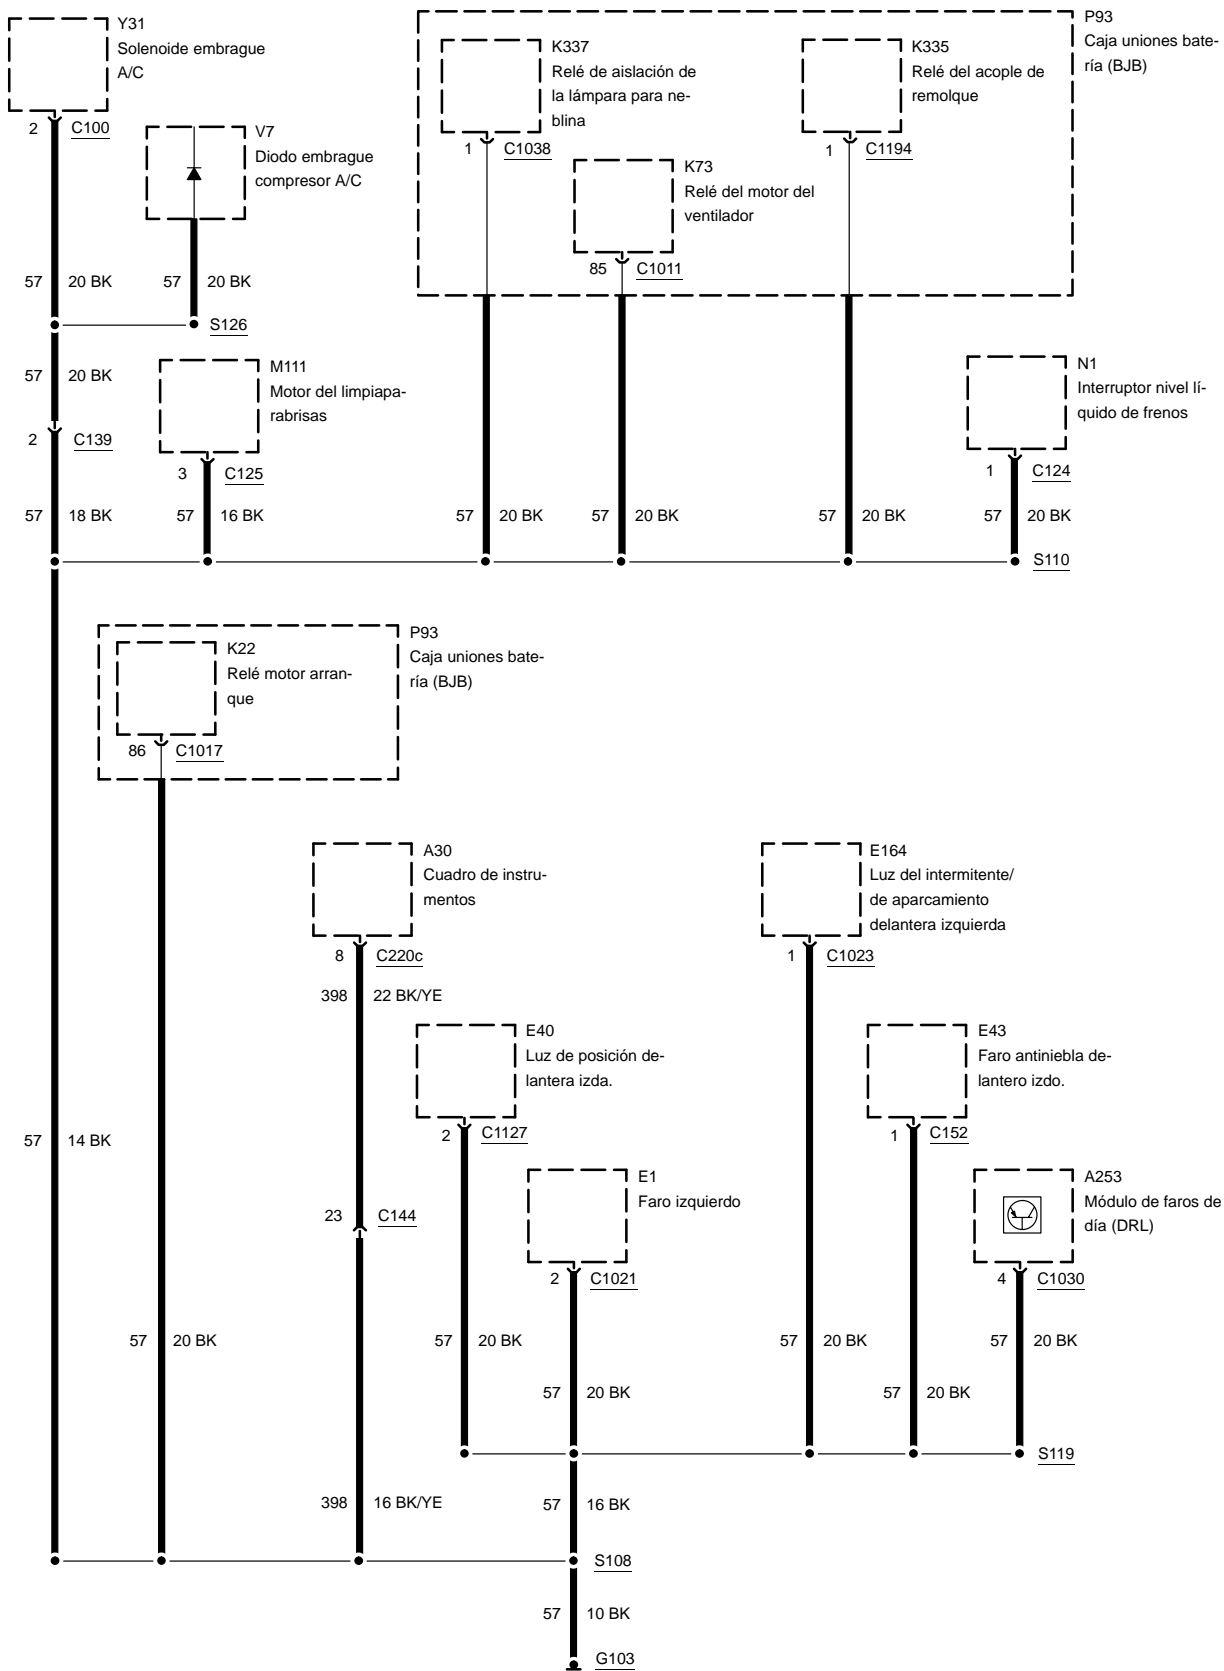 Y31
Solenoide embrague
A/C
2 C100
V7
Diodo embrague
compresor A/C
57 20 BK
57 20 BK
S126
57 20 BK
2 C139
57 18 BK
M111
Motor del limpiapa-
rabrisas
3 C125
57 16 BK
P93
Caja uniones bate-
ría (BJB)
K337
Relé de aislación de
la lámpara para ne-
blina
1 C1038
K73
Relé del motor del
ventilador
85 C1011
K335
Relé del acople de
remolque
1 C1194
57 20 BK
57 20 BK
57 20 BK
N1
Interruptor nivel lí-
quido de frenos
1 C124
57 20 BK
S110
P93
Caja uniones bate-
ría (BJB)
K22
Relé motor arran-
que
86 C1017
A30
Cuadro de instru-
mentos
8 C220c
398 22 BK/YE
E164
Luz del intermitente/
de aparcamiento
delantera izquierda
1 C1023
E40
Luz de posición de-
lantera izda.
2 C1127
E43
Faro antiniebla de-
lantero izdo.
1 C152
57 14 BK
E1
Faro izquierdo
2 C1021
A253
Módulo de faros de
día (DRL)
4 C1030
23 C144
57 20 BK
57 20 BK
57 20 BK
57 20 BK
57 20 BK
57 20 BK
S119
398 16 BK/YE
57 16 BK
S108
57 10 BK
G103